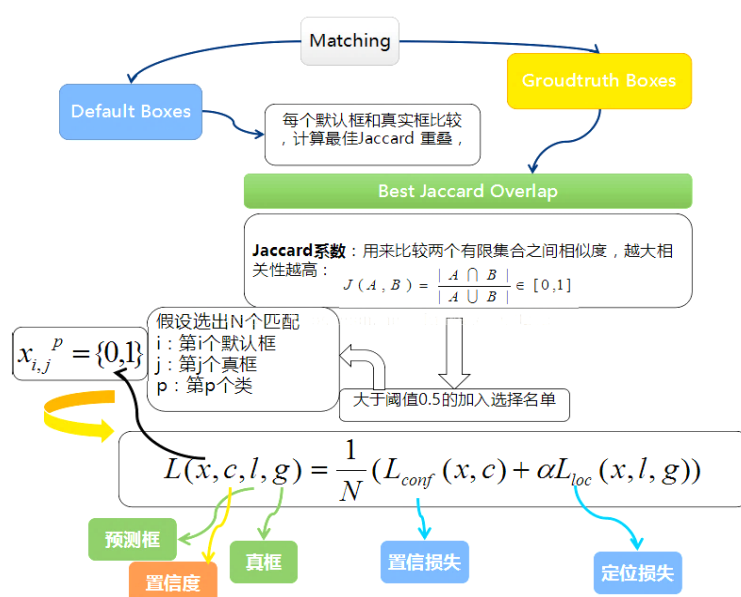 Matching
Default Boxes
Groudtruth Boxes
每个默认框和真实框比较
，计算最佳Jaccard 重叠，
Best Jaccard Overlap
Jaccard系数：用来比较两个有限集合之间相似度，越大相
关性越高：
J(A,B) = |A ∩ B| / |A ∪ B| ∈ [0,1]
假设选出N个匹配
i：第i个默认框
j：第j个真框
p：第p个类
x_{i,j}^p = {0,1}
大于阈值0.5的加入选择名单
L(x,c,l,g) = 1/N (L_{conf}(x,c) + αL_{loc}(x,l,g))
预测框
真框
置信度
置信损失
定位损失